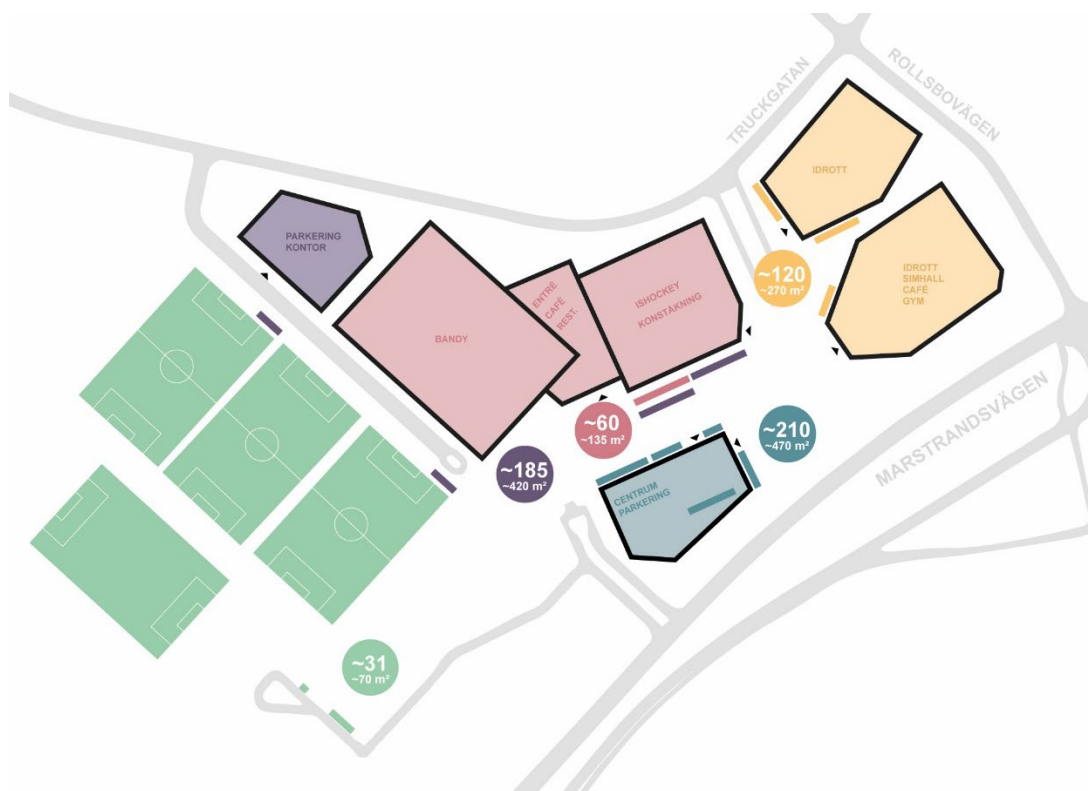 TRUCKGATAN
ROLLSBOVÄGEN
IDROTT
PARKERING
KONTOR
IDROTT
SIMHALL
CAFÉ
GYM
~120
~270 m²
ENTRÉ
CAFÉ
REST.
ISHOCKEY
KONSTÅKNING
BANDY
MARSTRANDSVÄGEN
~60
~135 m²
~210
~470 m²
~185
~420 m²
CENTRUM
PARKERING
~31
~70 m²